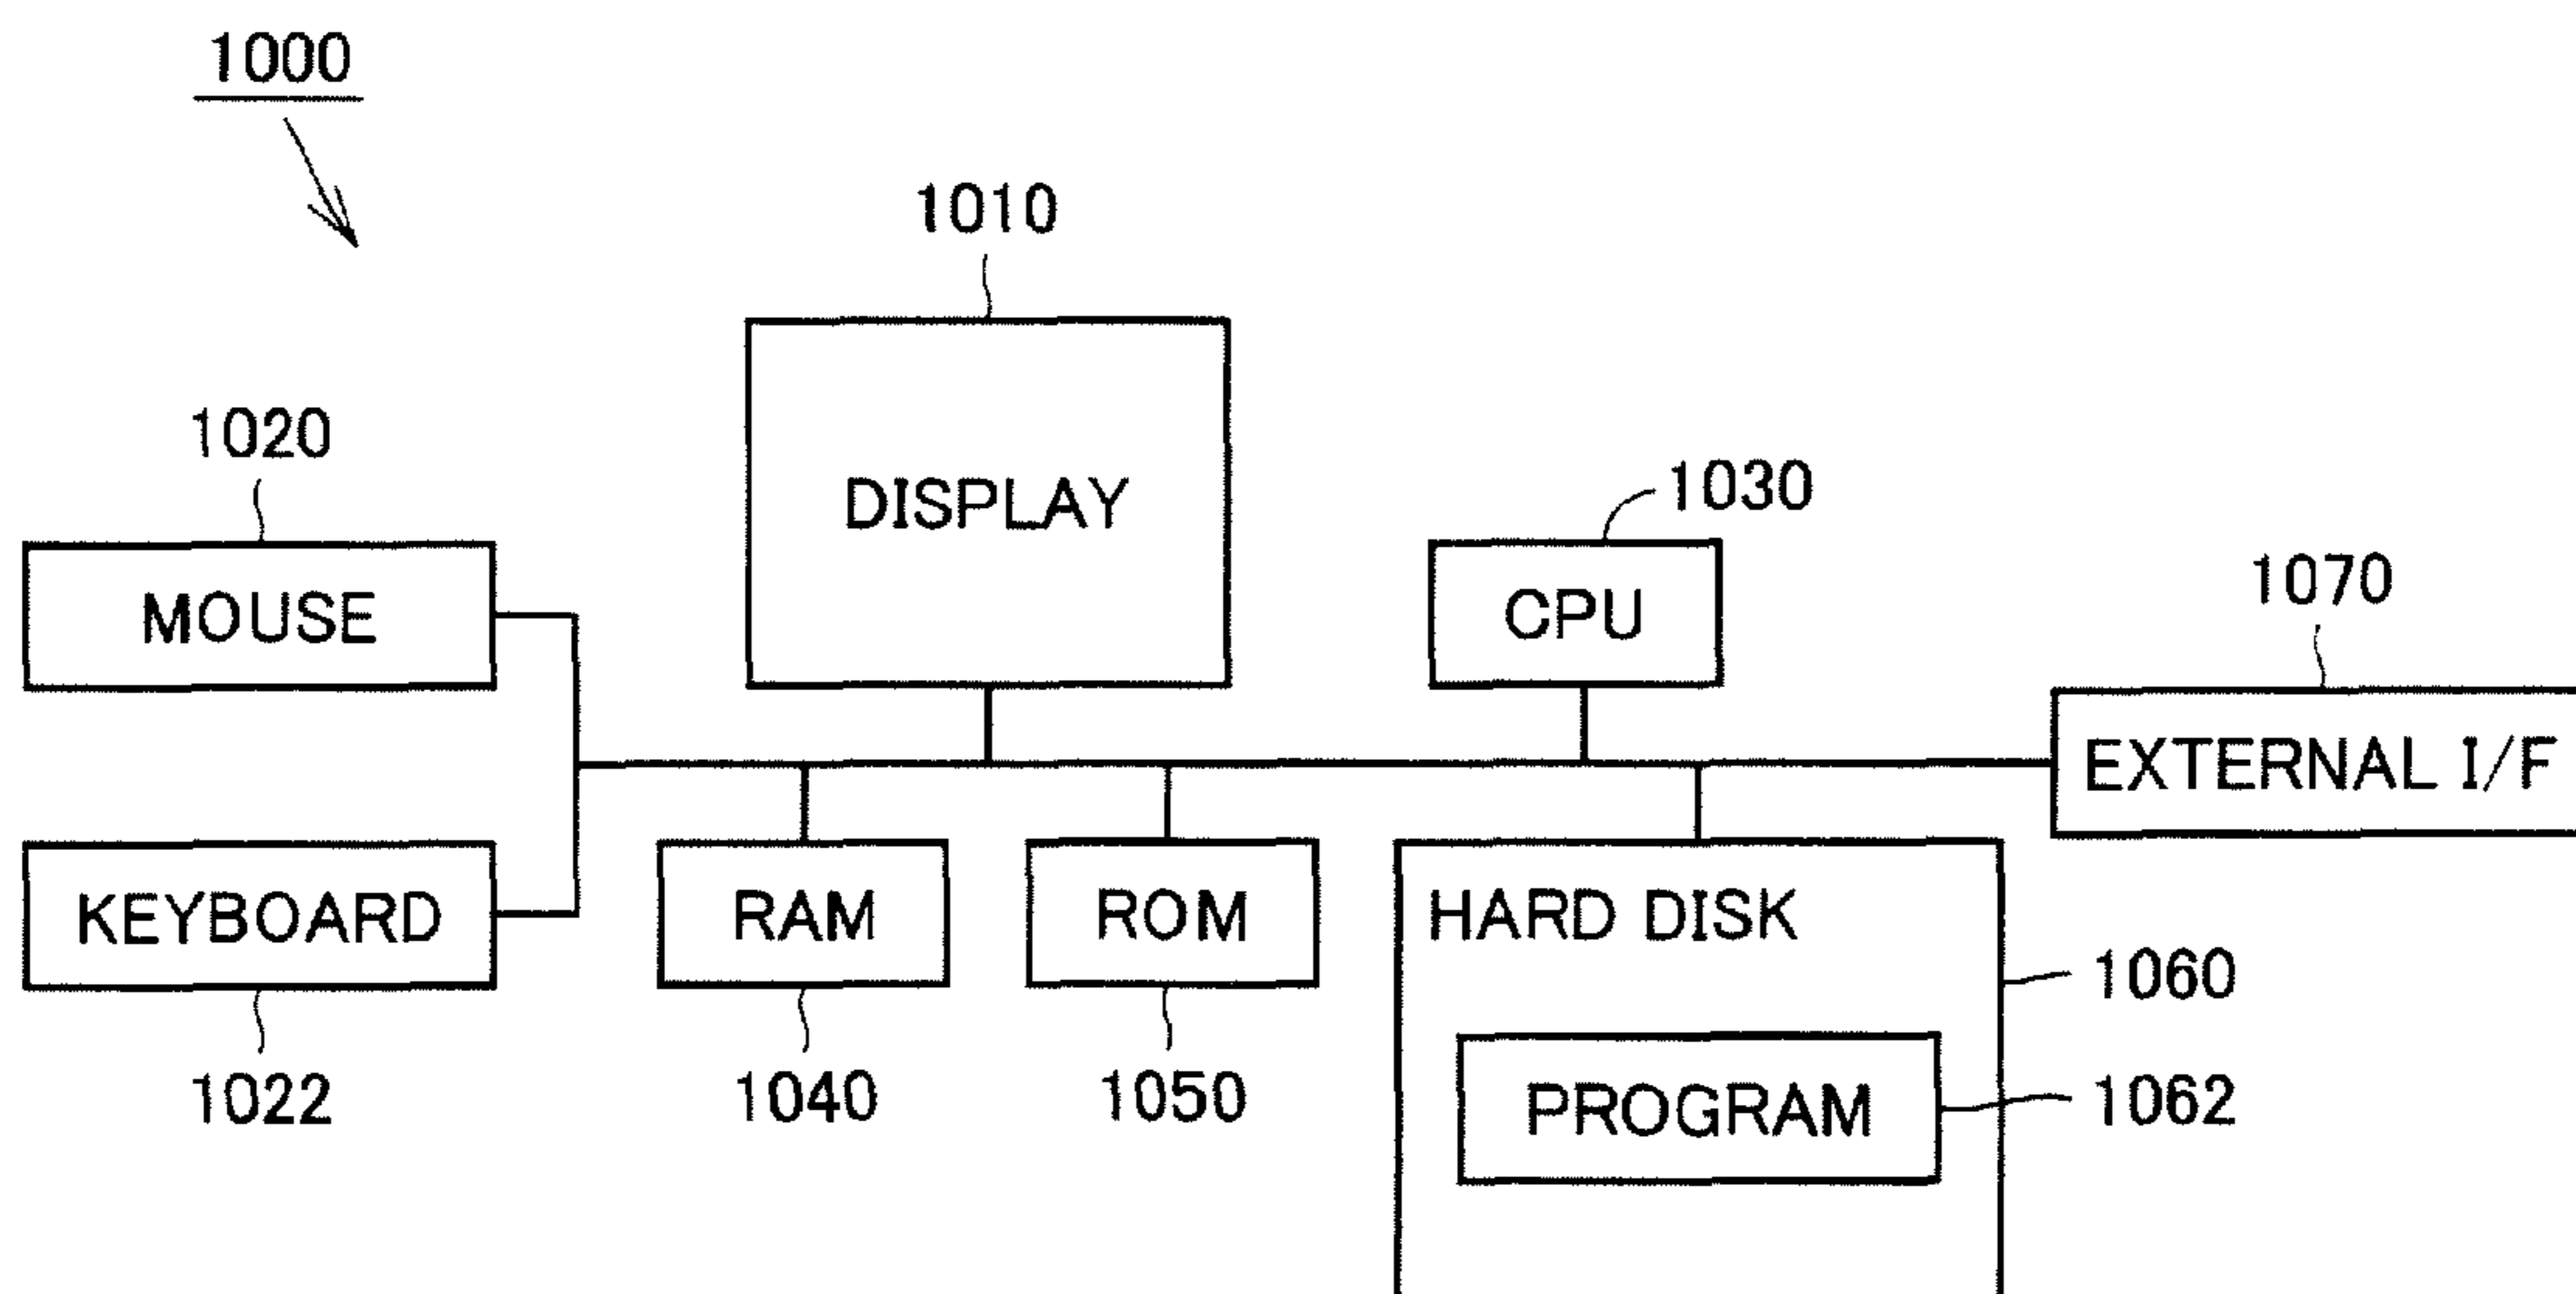 1000
1010
DISPLAY
1020
MOUSE
1030
CPU
1070
EXTERNAL I/F
KEYBOARD
1022
RAM
1040
ROM
1050
HARD DISK
1060
PROGRAM
1062